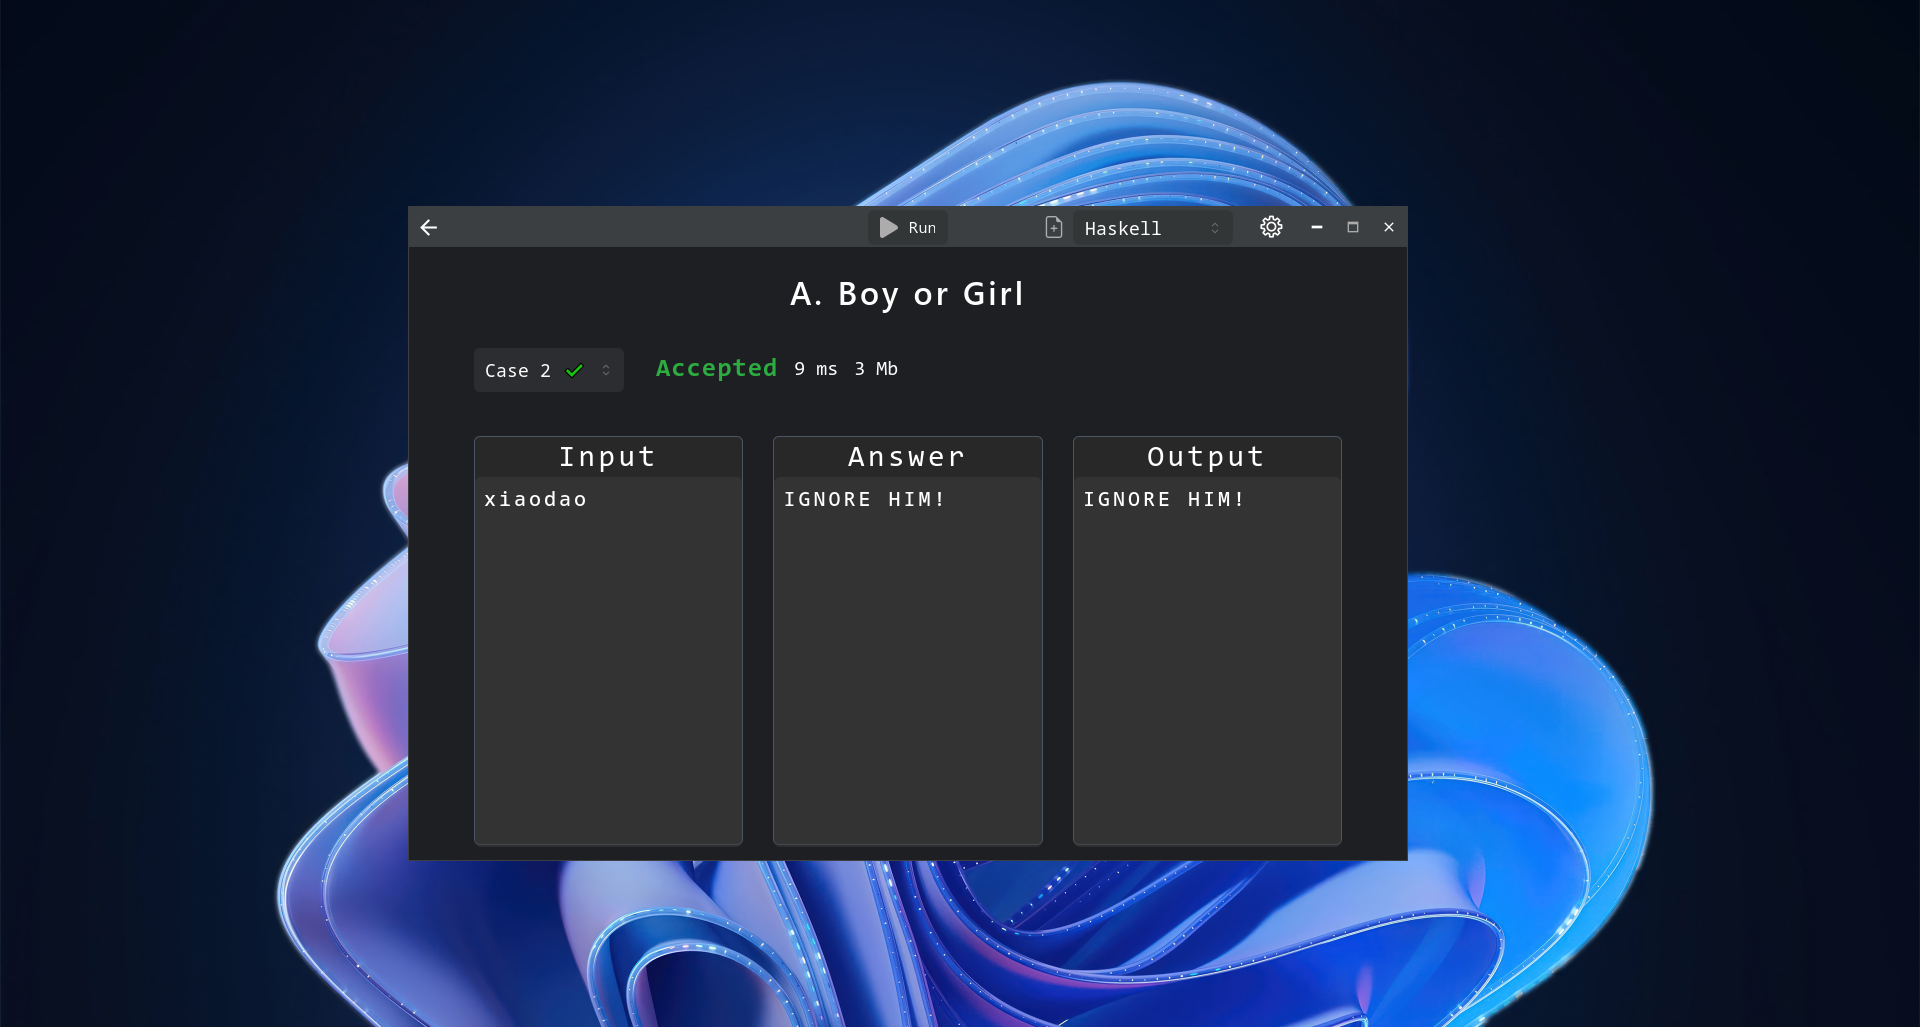 Run
Haskell
A. Boy or Girl
Case 2
Accepted 9 ms 3 Mb
Input
Answer
Output
xiaodao
IGNORE HIM!
IGNORE HIM!